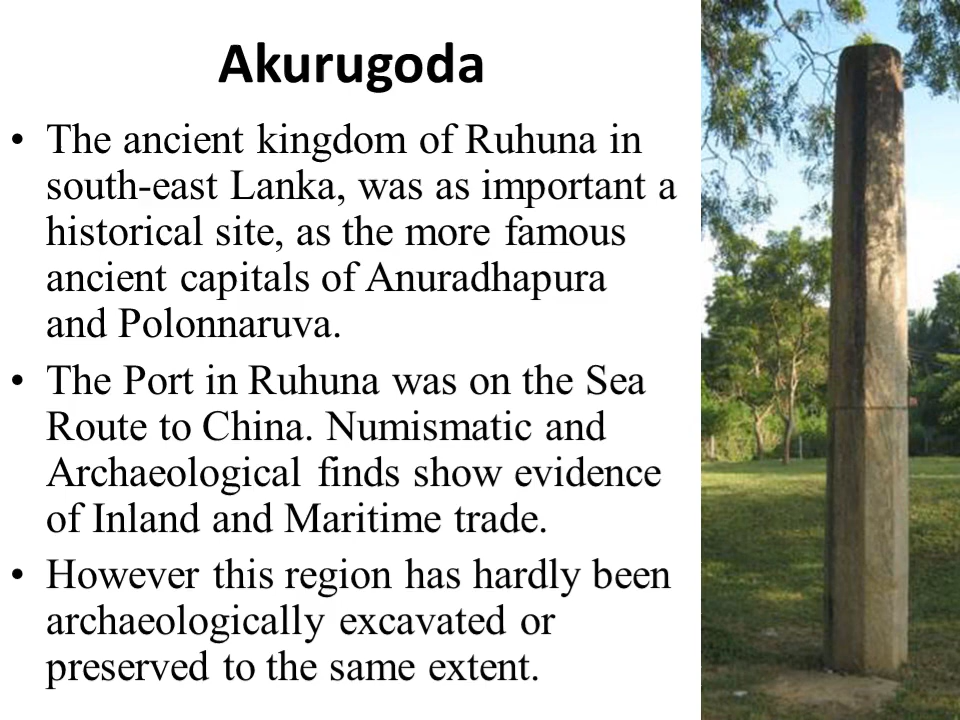 Akurugoda
• The ancient kingdom of Ruhuna in
south-east Lanka, was as important a
historical site, as the more famous
ancient capitals of Anuradhapura
and Polonnaruva.
• The Port in Ruhuna was on the Sea
Route to China. Numismatic and
Archaeological finds show evidence
of Inland and Maritime trade.
• However this region has hardly been
archaeologically excavated or
preserved to the same extent.